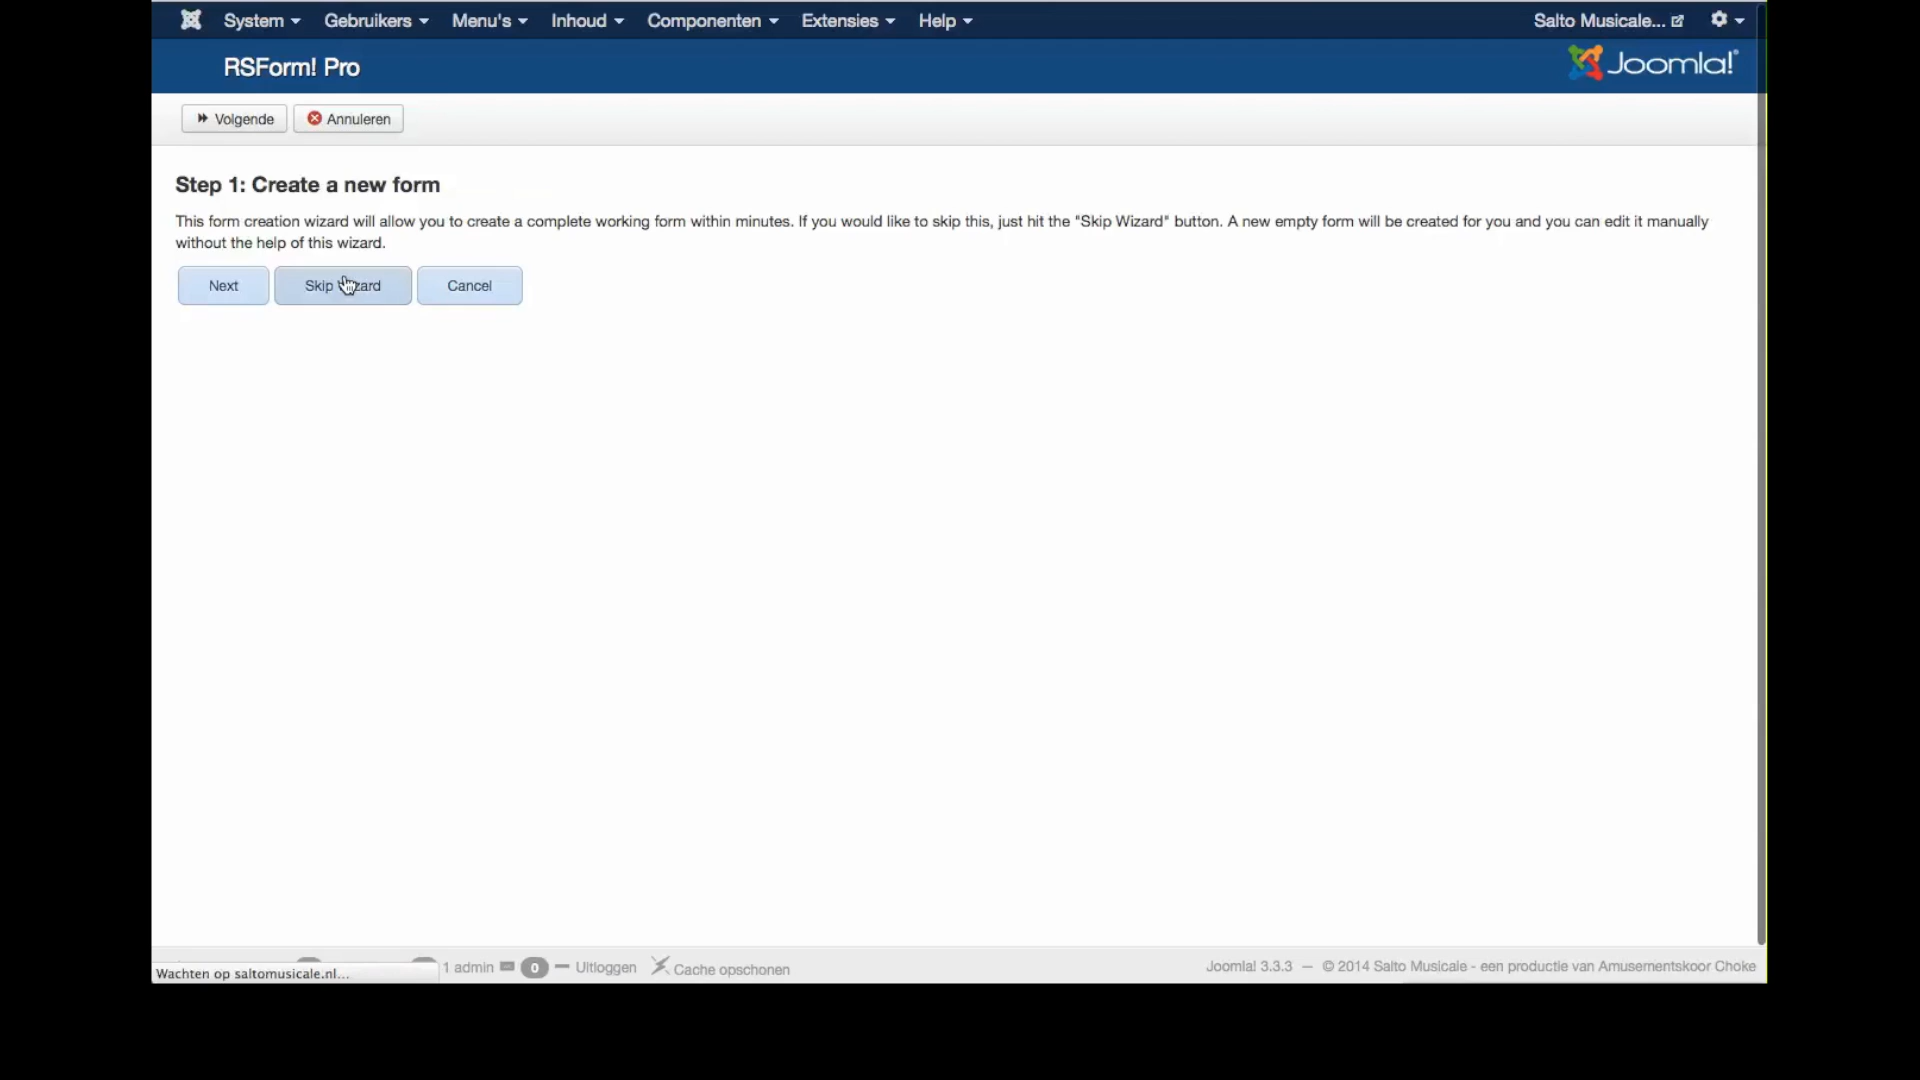 System Gebruikers Menu's Inhoud Componenten Extensies Help Salto Musicale...
RSForm! Pro Joomla!®
Volgende Annuleren
Step 1: Create a new form
This form creation wizard will allow you to create a complete working form within minutes. If you would like to skip this, just hit the "Skip Wizard" button. A new empty form will be created for you and you can edit it manually
without the help of this wizard.
Next Skip Wizard Cancel
Wachten op saltomusicale.nl... 1 admin 0 Uitloggen Cache opschonen Joomla! 3.3.3 — © 2014 Salto Musicale - een productie van Amusementskoor Choke